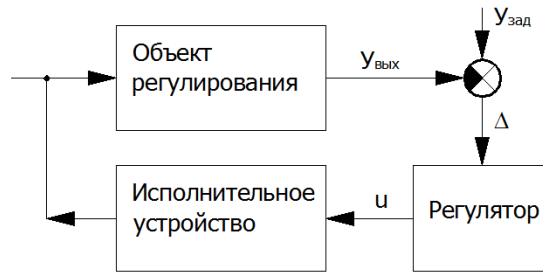 Объект
регулирования
Увых
Узад
Δ
Исполнительное
устройство
u
Регулятор